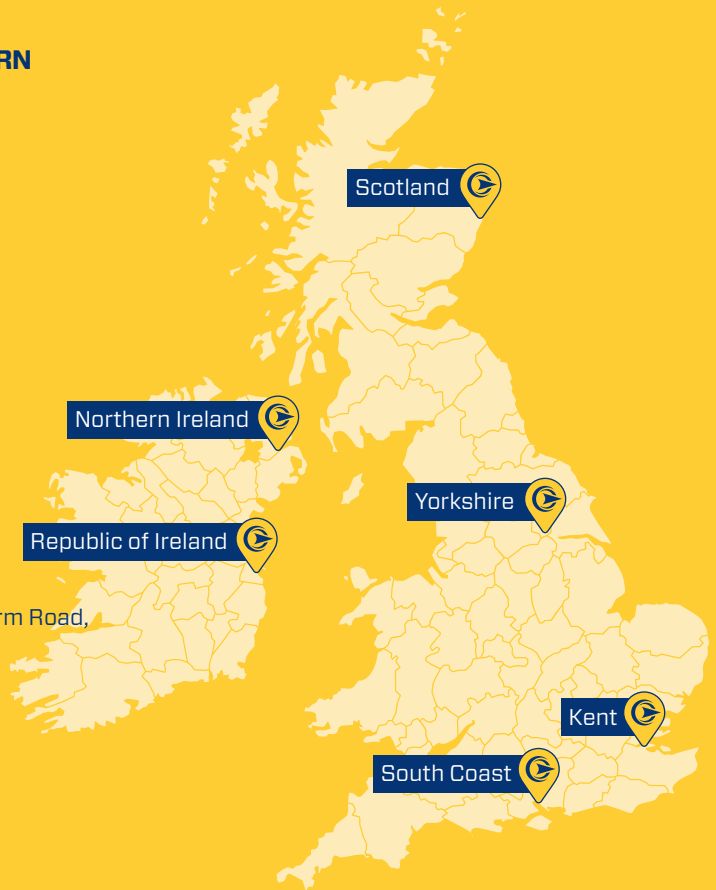 RN
Scotland
Northern Ireland
Yorkshire
Republic of Ireland
rm Road,
Kent
South Coast